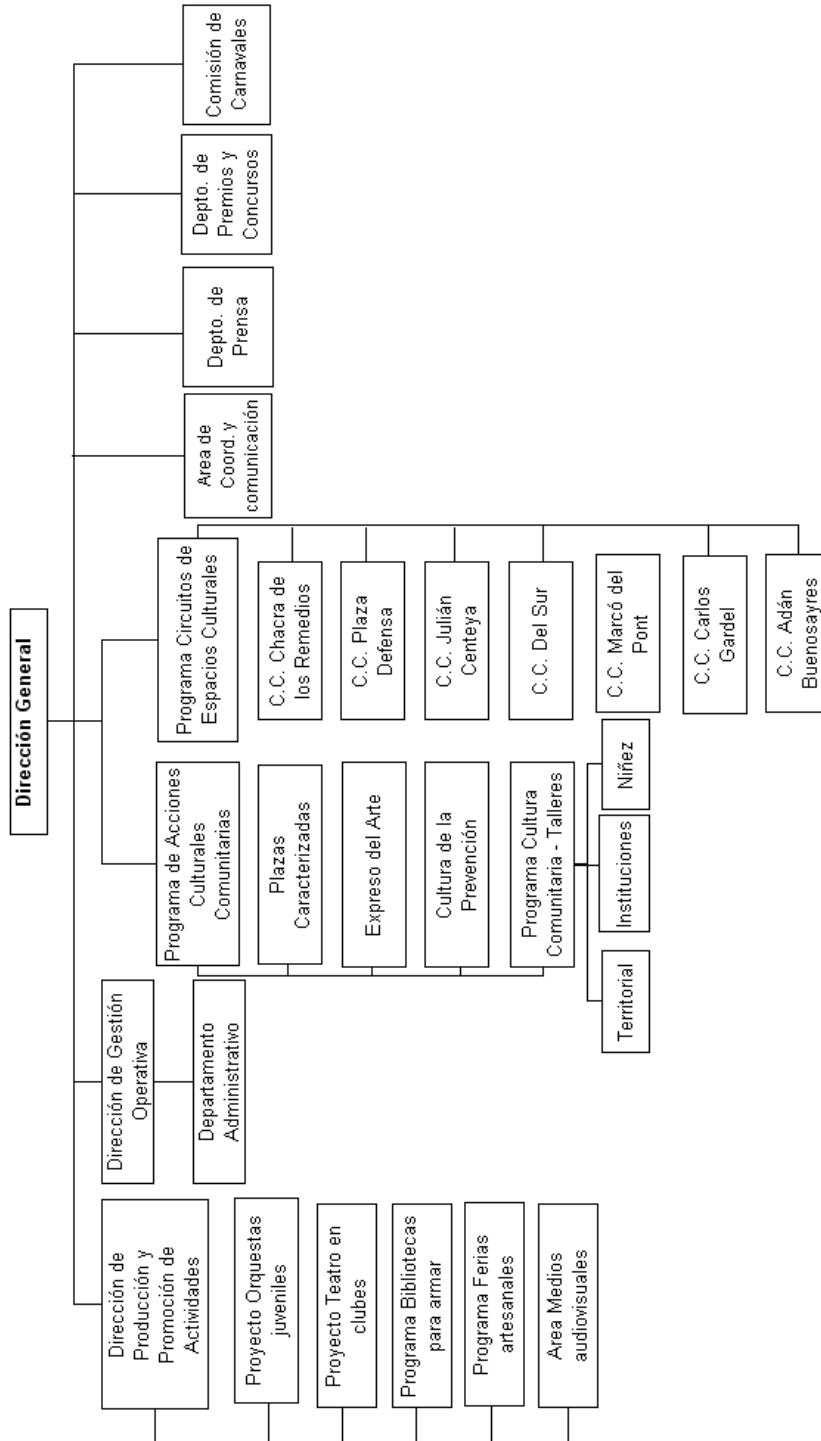 Dirección General
Dirección de
Producción y
Promoción de
Actividades
Proyecto Orquestas
juveniles
Proyecto Teatro en
clubes
Programa Bibliotecas
para armar
Programa Ferias
artesanales
Area Medios
audiovisuales
Dirección de Gestión
Operativa
Departamento
Administrativo
Programa de Acciones
Culturales
Comunitarias
Plazas
Caracterizadas
Expreso del Arte
Cultura de la
Prevención
Programa Cultura
Comunitaria - Talleres
Territorial
Instituciones
Niñez
Programa Circuitos de
Espacios Culturales
C.C. Chacra de
los Remedios
C.C. Plaza
Defensa
C.C. Julián
Centeya
C.C. Del Sur
C.C. Marcó del
Pont
C.C. Carlos
Gardel
C.C. Adán
Buenosayres
Area de
Coord. y
comunicación
Depto. de
Prensa
Depto. de
Premios y
Concursos
Comisión de
Carnavales